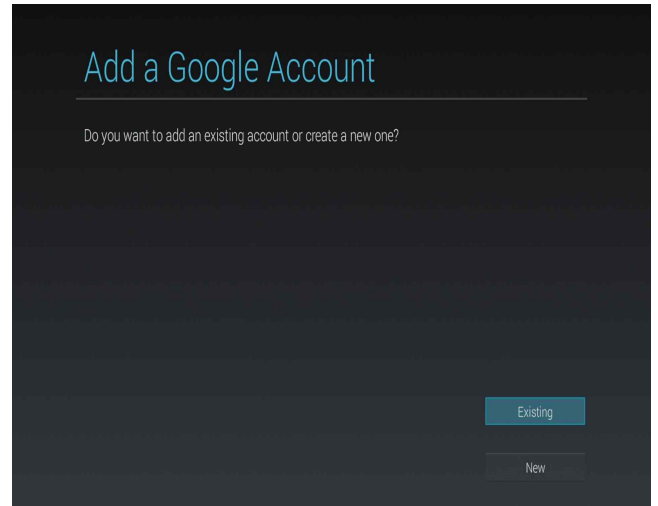 Add a Google Account
Do you want to add an existing account or create a new one?
Existing
New